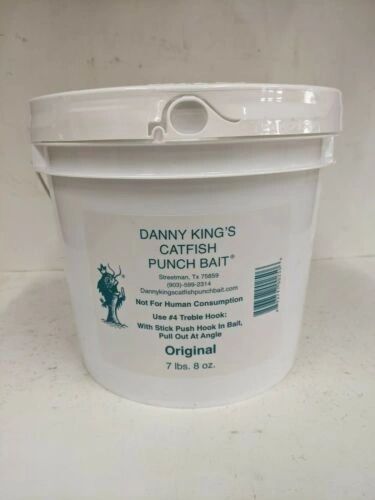 DANNY KING'S
CATFISH
PUNCH BAIT®
Streetman, Tx 75859
(903)-599-2314
Dannykingscatfishpunchbait.com
Not For Human Consumption
Use #4 Treble Hook:
With Stick Push Hook In Bait,
Pull Out At Angle
Original
7 lbs. 8 oz.